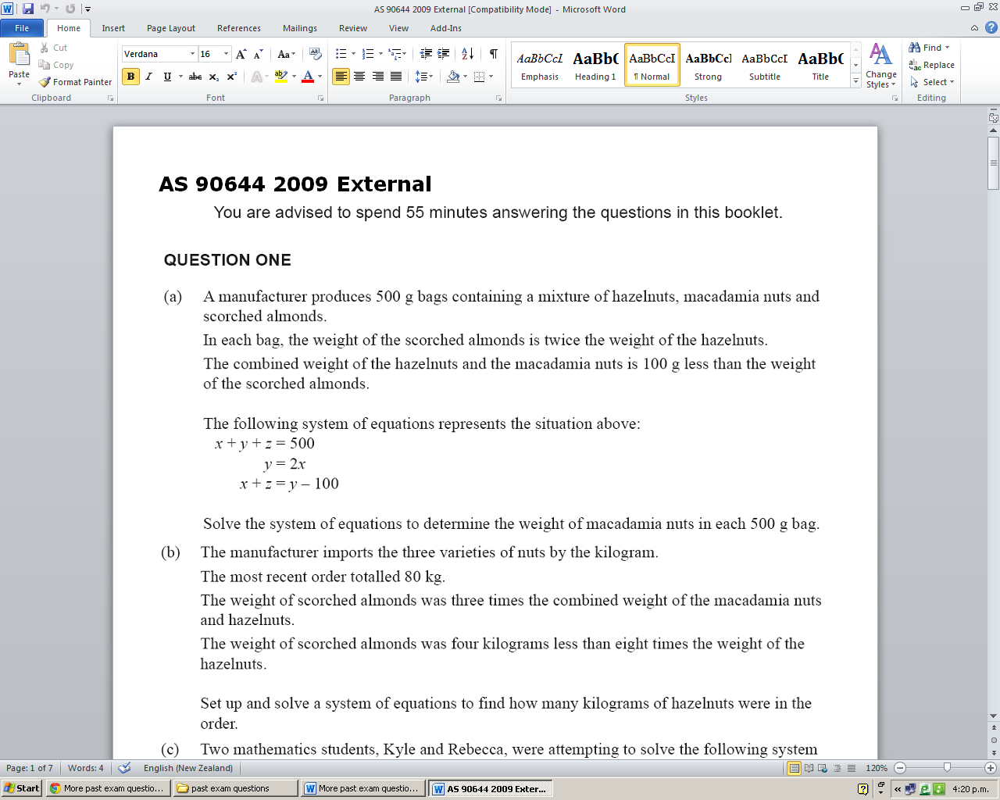 AS 90644 2009 External [Compatibility Mode] - Microsoft Word
File Home Insert Page Layout References Mailings Review View Add-Ins
Paste Cut Copy Format Painter
Verdana 16
AaBbCcI AaBb( AaBbCcI AaBbCcI AaBbCcI AaBb(
Emphasis Heading 1 ¶ Normal Strong Subtitle Title
Change Styles
Find Replace Select
Clipboard Font Paragraph Styles Editing
AS 90644 2009 External
You are advised to spend 55 minutes answering the questions in this booklet.
QUESTION ONE
(a) A manufacturer produces 500 g bags containing a mixture of hazelnuts, macadamia nuts and
scorched almonds.
In each bag, the weight of the scorched almonds is twice the weight of the hazelnuts.
The combined weight of the hazelnuts and the macadamia nuts is 100 g less than the weight
of the scorched almonds.
The following system of equations represents the situation above:
x + y + z = 500
y = 2x
x + z = y – 100
Solve the system of equations to determine the weight of macadamia nuts in each 500 g bag.
(b) The manufacturer imports the three varieties of nuts by the kilogram.
The most recent order totalled 80 kg.
The weight of scorched almonds was three times the combined weight of the macadamia nuts
and hazelnuts.
The weight of scorched almonds was four kilograms less than eight times the weight of the
hazelnuts.
Set up and solve a system of equations to find how many kilograms of hazelnuts were in the
order.
(c) Two mathematics students, Kyle and Rebecca, were attempting to solve the following system
Page: 1 of 7 Words: 4 English (New Zealand) 120%
Start More past exam questio... past exam questions More past exam questio... AS 90644 2009 Exter... 4:20 p.m.